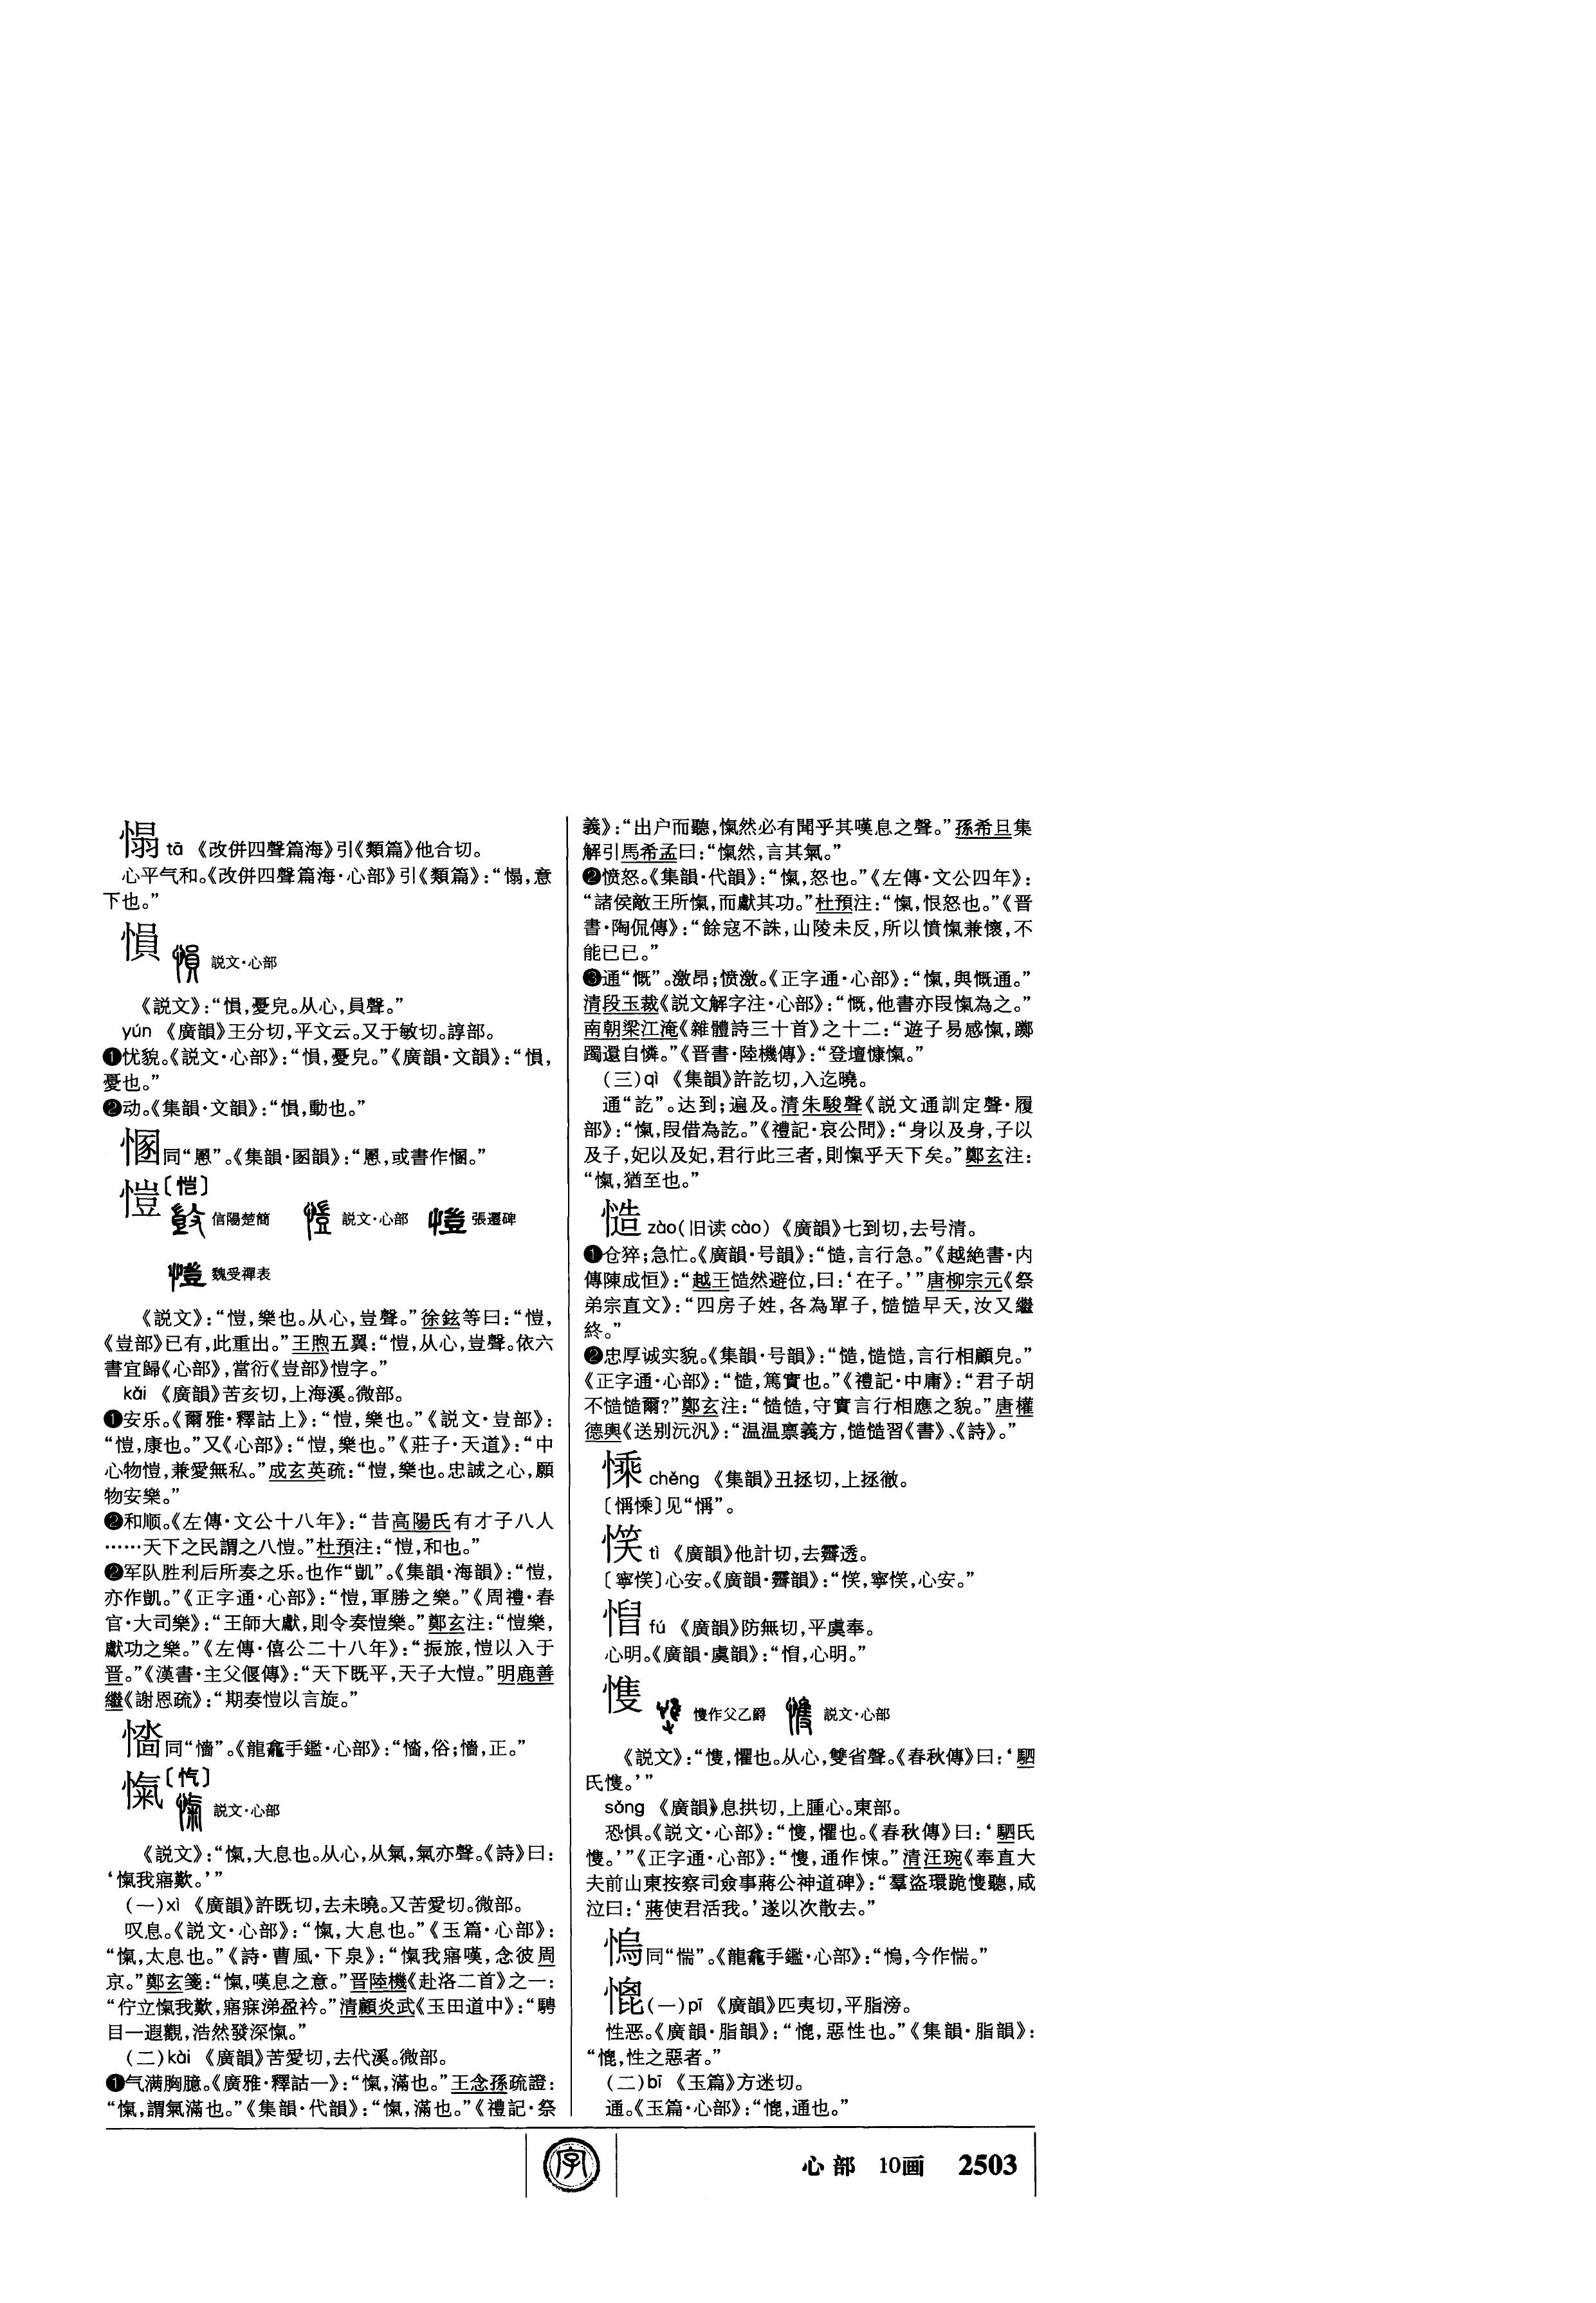 𢟌 tā 《改併四聲篇海》引《類篇》他合切。
心平气和。《改併四聲篇海·心部》引《類篇》：“，意
下也。”
愪 説文·心部
《説文》：“愪，憂皃。从心，員聲。”
yún 《廣韻》王分切，平文云。又于敏切。諄部。
❶忧貌。《説文·心部》：“愪，憂皃。”《廣韻·文韻》：“愪，
憂也。”
❷动。《集韻·文韻》：“愪，動也。”
同“慁”。《集韻·圂韻》：“慁，或書作。”
愷〔恺〕
信陽楚簡 説文·心部 張遷碑
魏受禪表
《説文》：“愷，樂也。从心，豈聲。”徐鉉等曰：“愷，
《豈部》已有，此重出。”王煦五翼：“愷，从心，豈聲。依六
書宜歸《心部》，當衍《豈部》愷字。”
kǎi 《廣韻》苦亥切，上海溪。微部。
❶安乐。《爾雅·釋詁上》：“愷，樂也。”《説文·豈部》：
“愷，康也。”又《心部》：“愷，樂也。”《莊子·天道》：“中
心物愷，兼愛無私。”成玄英疏：“愷，樂也。忠誠之心，願
物安樂。”
❷和顺。《左傳·文公十八年》：“昔高陽氏有才子八人
……天下之民謂之八愷。”杜預注：“愷，和也。”
❷军队胜利后所奏之乐。也作“凱”。《集韻·海韻》：“愷，
亦作凱。”《正字通·心部》：“愷，軍勝之樂。”《周禮·春
官·大司樂》：“王師大獻，則令奏愷樂。”鄭玄注：“愷樂，
獻功之樂。”《左傳·僖公二十八年》：“振旅，愷以入于
晋。”《漢書·主父偃傳》：“天下既平，天子大愷。”明鹿善
繼《謝恩疏》：“期奏愷以言旋。”
同“懎”。《龍龕手鑑·心部》：“，俗；懎，正。”
愾〔忾〕
説文·心部
《説文》：“愾，大息也。从心，从氣，氣亦聲。《詩》曰：
‘愾我寤歎。’”
(一)xì 《廣韻》許既切，去未曉。又苦愛切。微部。
叹息。《説文·心部》：“愾，大息也。”《玉篇·心部》：
“愾，太息也。”《詩·曹風·下泉》：“愾我寤嘆，念彼周
京。”鄭玄箋：“愾，嘆息之意。”晋陸機《赴洛二首》之一：
“佇立愾我歎，寤寐涕盈衿。”清顧炎武《玉田道中》：“騁
目一遐觀，浩然發深愾。”
(二)kài 《廣韻》苦愛切，去代溪。微部。
❶气满胸臆。《廣雅·釋詁一》：“愾，滿也。”王念孫疏證：
“愾，謂氣滿也。”《集韻·代韻》：“愾，滿也。”《禮記·祭
義》：“出户而聽，愾然必有聞乎其嘆息之聲。”孫希旦集
解引馬希孟曰：“愾然，言其氣。”
❷愤怒。《集韻·代韻》：“愾，怒也。”《左傳·文公四年》：
“諸侯敵王所愾，而獻其功。”杜預注：“愾，恨怒也。”《晋
書·陶侃傳》：“餘寇不誅，山陵未反，所以憤愾兼懷，不
能已已。”
❸通“慨”。激昂；愤激。《正字通·心部》：“愾，與慨通。”
清段玉裁《説文解字注·心部》：“慨，他書亦叚愾為之。”
南朝梁江淹《雜體詩三十首》之十二：“遊子易感愾，躑
躅還自憐。”《晋書·陸機傳》：“登壇慷愾。”
(三)qì 《集韻》許訖切，入迄曉。
通“訖”。达到；遍及。清朱駿聲《説文通訓定聲·履
部》：“愾，叚借為訖。”《禮記·哀公問》：“身以及身，子以
及子，妃以及妃，君行此三者，則愾乎天下矣。”鄭玄注：
“愾，猶至也。”
慥 zào(旧读cào) 《廣韻》七到切，去号清。
❶仓猝；急忙。《廣韻·号韻》：“慥，言行急。”《越絶書·内
傳陳成恒》：“越王慥然避位，曰：‘在子。’”唐柳宗元《祭
弟宗直文》：“四房子姓，各為單子，慥慥早夭，汝又繼
終。”
❷忠厚诚实貌。《集韻·号韻》：“慥，慥慥，言行相顧皃。”
《正字通·心部》：“慥，篤實也。”《禮記·中庸》：“君子胡
不慥慥爾？”鄭玄注：“慥慥，守實言行相應之貌。”唐權
德輿《送别沅汎》：“温温禀義方，慥慥習《書》、《詩》。”
chěng 《集韻》丑拯切，上拯徹。
〔〕见“”。
tì 《廣韻》他計切，去霽透。
〔寧〕心安。《廣韻·霽韻》：“，寧，心安。”
fú 《廣韻》防無切，平虞奉。
心明。《廣韻·虞韻》：“，心明。”
愯 愯作父乙爵 説文·心部
《説文》：“愯，懼也。从心，雙省聲。《春秋傳》曰：‘駟
氏愯。’”
sǒng 《廣韻》息拱切，上腫心。東部。
恐惧。《説文·心部》：“愯，懼也。《春秋傳》曰：‘駟氏
愯。’”《正字通·心部》：“愯，通作悚。”清汪琬《奉直大
夫前山東按察司僉事蔣公神道碑》：“羣盗環跪愯聽，咸
泣曰：‘蔣使君活我。’遂以次散去。”
同“惴”。《龍龕手鑑·心部》：“，今作惴。”
㡙(一)pī 《廣韻》匹夷切，平脂滂。
性恶。《廣韻·脂韻》：“，惡性也。”《集韻·脂韻》：
“，性之惡者。”
(二)bī 《玉篇》方迷切。
通。《玉篇·心部》：“，通也。”
字
心部 10画 2503